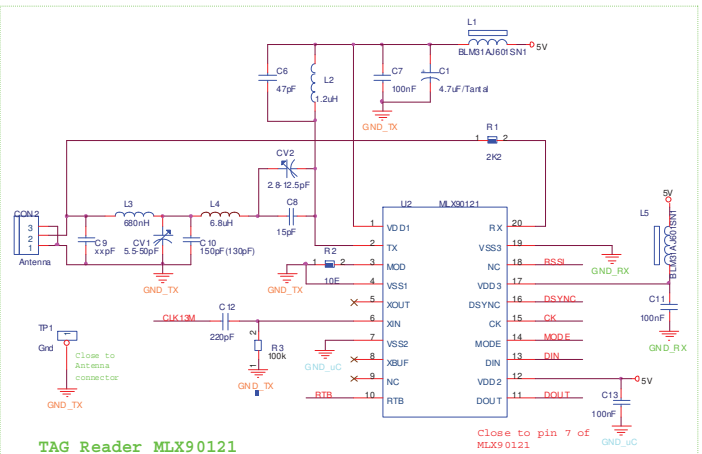 L1
BLM31AJ601SN1
5V
C6
47pF
L2
1.2uH
C7
100nF
C1
4.7uF/Tantal
GND_TX
R1
1 2
2K2
CV2
2.8-12.5pF
C8
15pF
CON2
3
2
1
Antenna
L3
680nH
L4
6.8uH
C9
xxpF
CV1
5.5-50pF
C10
150pF(130pF)
GND_TX
R2
1 2
10E
GND_TX
U2 MLX90121
1 VDD1
2 TX
3 MOD
4 VSS1
5 XOUT
6 XIN
7 VSS2
8 XBUF
9 NC
10 RTB
RX 20
VSS3 19
NC 18
VDD3 17
DSYNC 16
CK 15
MODE 14
DIN 13
VDD2 12
DOUT 11
5V
L5
BLM31AJ601SN1
GND_RX
RSSI
DSYNC
CK
MODE
DIN
DOUT
C11
100nF
GND_RX
5V
C13
100nF
GND_uC
CLK13M
C12
220pF
2
R3
100k
1
GND_TX
GND_uC
RTB
TP1
1
Gnd
Close to
Antenna
connector
GND_TX
Close to pin 7 of
MLX90121
TAG Reader MLX90121